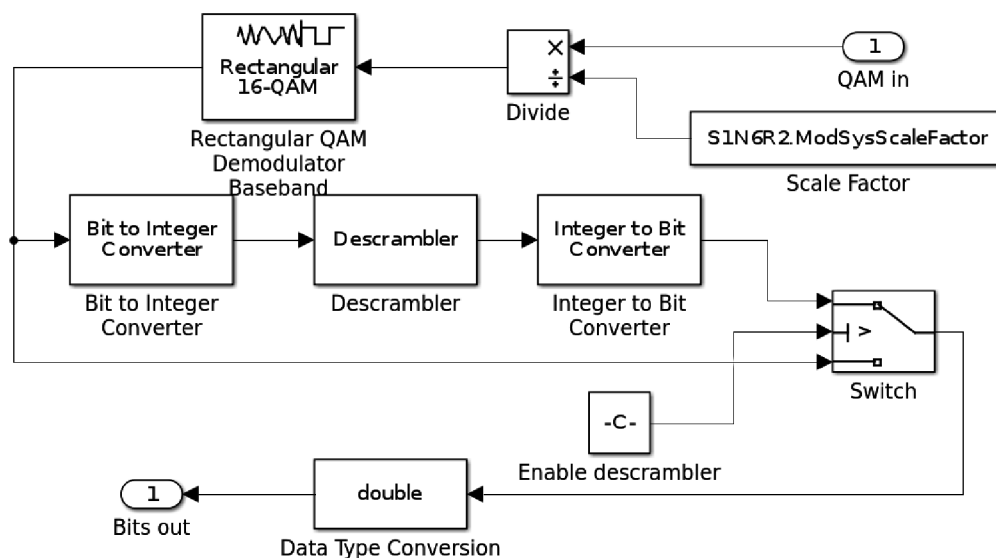 Rectangular
16-QAM
Rectangular QAM
Demodulator
Baseband
×
÷
Divide
1
QAM in
S1N6R2.ModSysScaleFactor
Scale Factor
Bit to Integer
Converter
Bit to Integer
Converter
Descrambler
Descrambler
Integer to Bit
Converter
Integer to Bit
Converter
>
Switch
-C-
Enable descrambler
double
Data Type Conversion
1
Bits out